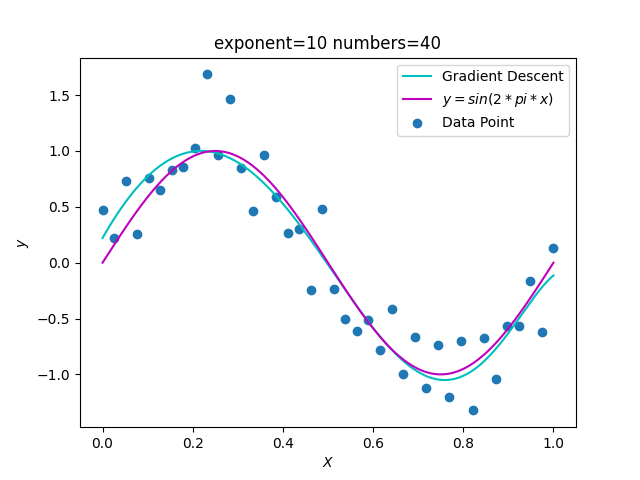 exponent=10 numbers=40
Gradient Descent
y = sin(2 * pi * x)
Data Point
1.5
1.0
0.5
0.0
−0.5
−1.0
y
0.0 0.2 0.4 0.6 0.8 1.0
X